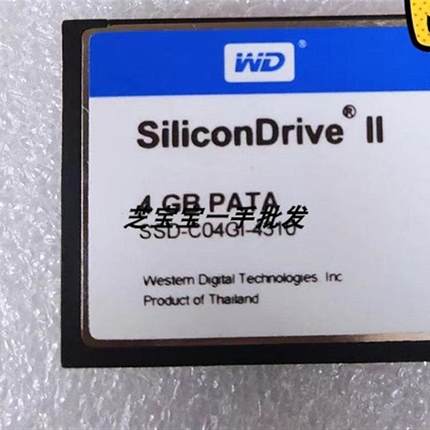 WD®
SiliconDrive® II
4 GB PATA
芝宝宝一手批发
SSD-C04GI-4310
Western Digital Technologies. Inc
Product of Thailand